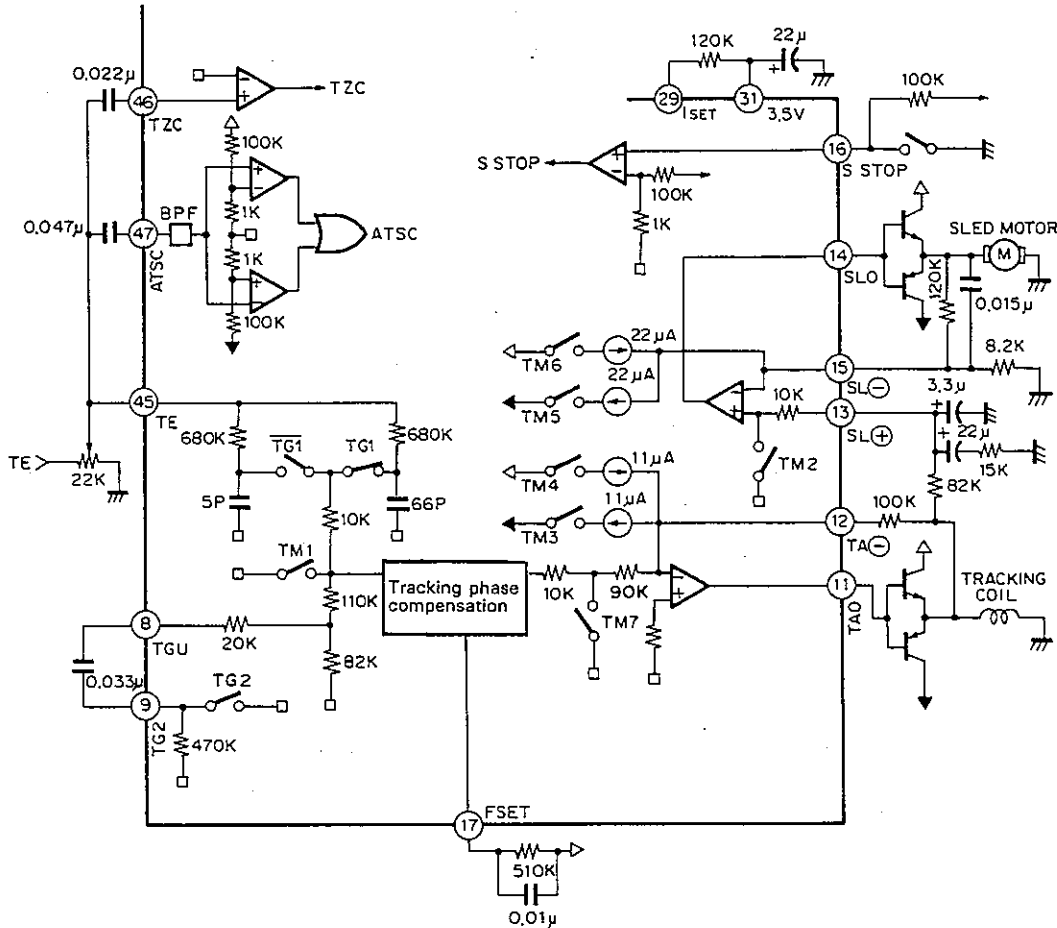 0.022μ
46
TZC
TZC
100K
1K
1K
100K
0.047μ
47
ATSC
BPF
ATSC
45
TE
680K
680K
TG1
TG1
TE
22K
5P
66P
10K
TM1
110K
Tracking phase
compensation
8
TGU
20K
82K
0.033μ
9
TG2
TG2
470K
17
FSET
510K
0.01μ
120K
22μ
+
29
ISET
31
3.5V
100K
16
S STOP
S STOP
100K
1K
14
SLO
SLED MOTOR
M
120K
0.015μ
TM6
22μA
TM5
22μA
15
SL⊖
8.2K
10K
13
SL⊕
3.3μ
+
22μ
+
15K
TM2
TM4
11μA
TM3
11μA
12
TA⊖
100K
82K
10K
90K
TM7
11
TAO
TRACKING
COIL